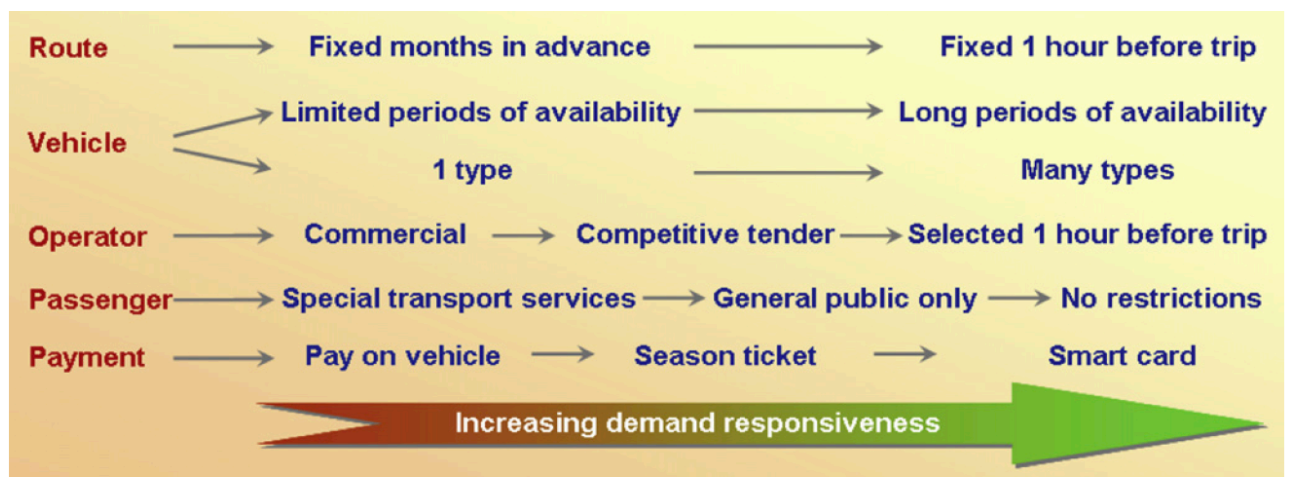 Route Fixed months in advance Fixed 1 hour before trip
Limited periods of availability Long periods of availability
Vehicle
1 type Many types
Operator Commercial Competitive tender Selected 1 hour before trip
Passenger Special transport services General public only No restrictions
Payment Pay on vehicle Season ticket Smart card
Increasing demand responsiveness